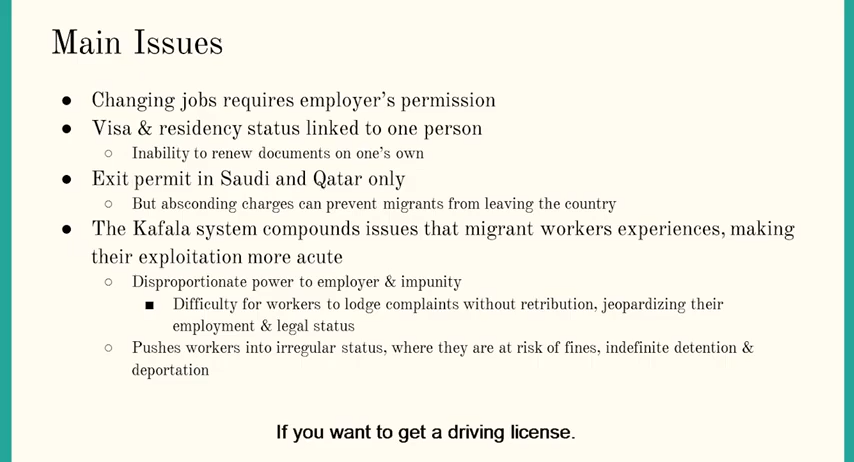 Main Issues
● Changing jobs requires employer's permission
● Visa & residency status linked to one person
○ Inability to renew documents on one's own
● Exit permit in Saudi and Qatar only
○ But absconding charges can prevent migrants from leaving the country
● The Kafala system compounds issues that migrant workers experiences, making
their exploitation more acute
○ Disproportionate power to employer & impunity
■ Difficulty for workers to lodge complaints without retribution, jeopardizing their
employment & legal status
○ Pushes workers into irregular status, where they are at risk of fines, indefinite detention &
deportation
If you want to get a driving license.